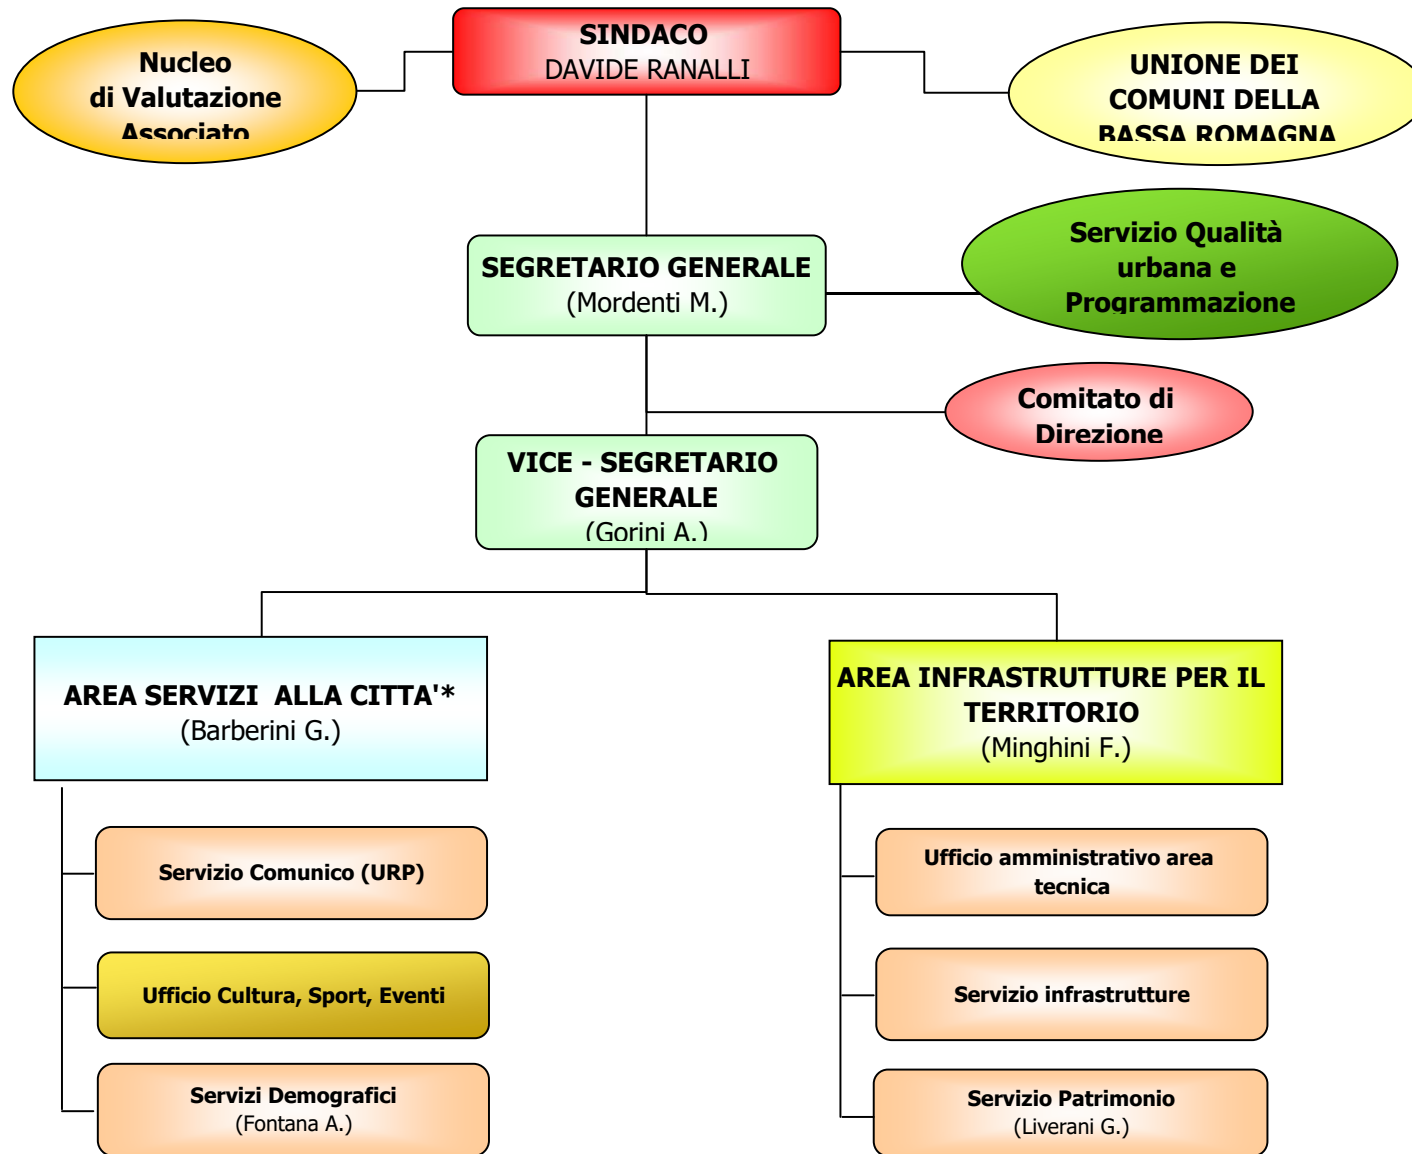 SINDACO
DAVIDE RANALLI
Nucleo
di Valutazione
Associato
UNIONE DEI
COMUNI DELLA
BASSA ROMAGNA
SEGRETARIO GENERALE
(Mordenti M.)
Servizio Qualità
urbana e
Programmazione
Comitato di
Direzione
VICE - SEGRETARIO
GENERALE
(Gorini A.)
AREA SERVIZI  ALLA CITTA'*
(Barberini G.)
AREA INFRASTRUTTURE PER IL
TERRITORIO
(Minghini F.)
Servizio Comunico (URP)
Ufficio Cultura, Sport, Eventi
Servizi Demografici
(Fontana A.)
Ufficio amministrativo area
tecnica
Servizio infrastrutture
Servizio Patrimonio
(Liverani G.)